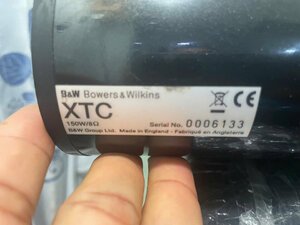 B&W Bowers & Wilkins
XTC
150W/8Ω
Serial No. 0006133
B&W Group Ltd. Made in England - Fabriqué en Angleterre
CE